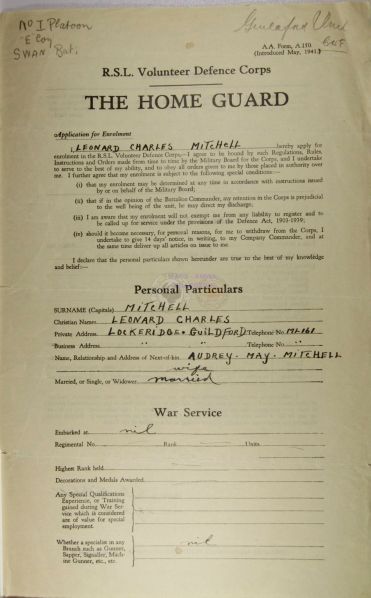 No I Platoon
"E" Coy
SWAN Bat.
Guildford Unit
A.A. Form, A.150.
(Introduced May, 1941.)
R.S.L. Volunteer Defence Corps
THE HOME GUARD
Application for Enrolment
I, LEONARD CHARLES MITCHELL hereby apply for
enrolment in the R.S.L. Volunteer Defence Corps.—I agree to be bound by such Regulations, Rules,
Instructions and Orders made from time to time by the Military Board for the Corps, and I undertake
to serve to the best of my ability, and to obey all orders given to me by those placed in authority over
me. I further agree that my enrolment is subject to the following special conditions:—
(i) that my enrolment may be determined at any time in accordance with instructions issued
by or on behalf of the Military Board;
(ii) that if in the opinion of the Battalion Commander, my retention in the Corps is prejudicial
to the well being of the unit, he may direct my discharge.
(iii) I am aware that my enrolment will not exempt me from any liability to register and to
be called up for service under the provisions of the Defence Act, 1903-1939;
(iv) should it become necessary, for personal reasons, for me to withdraw from the Corps, I
undertake to give 14 days' notice, in writing, to my Company Commander, and at
the same time deliver up all articles on issue to me.
I declare that the personal particulars shown hereunder are true to the best of my knowledge
and belief:—
Personal Particulars
SURNAME (Capitals) MITCHELL
Christian Names LEONARD CHARLES
Private Address. LOCKERIDGE. GUILDFORD Telephone No. ML161
Business Address. " " Telephone No. "
Name, Relationship and Address of Next-of-kin. AUDREY. MAY. MITCHELL
wife
Married, or Single, or Widower. married
War Service
Embarked at nil
Regimental No. Rank Units
Highest Rank held
Decorations and Medals Awarded
Any Special Qualifications
Experience, or Training
gained during War Ser-
vice which is considered
are of value for special
employment.
Whether a specialist in any
Branch such as Gunner,
Sapper, Signaller, Mach-
ine Gunner, etc., etc. nil